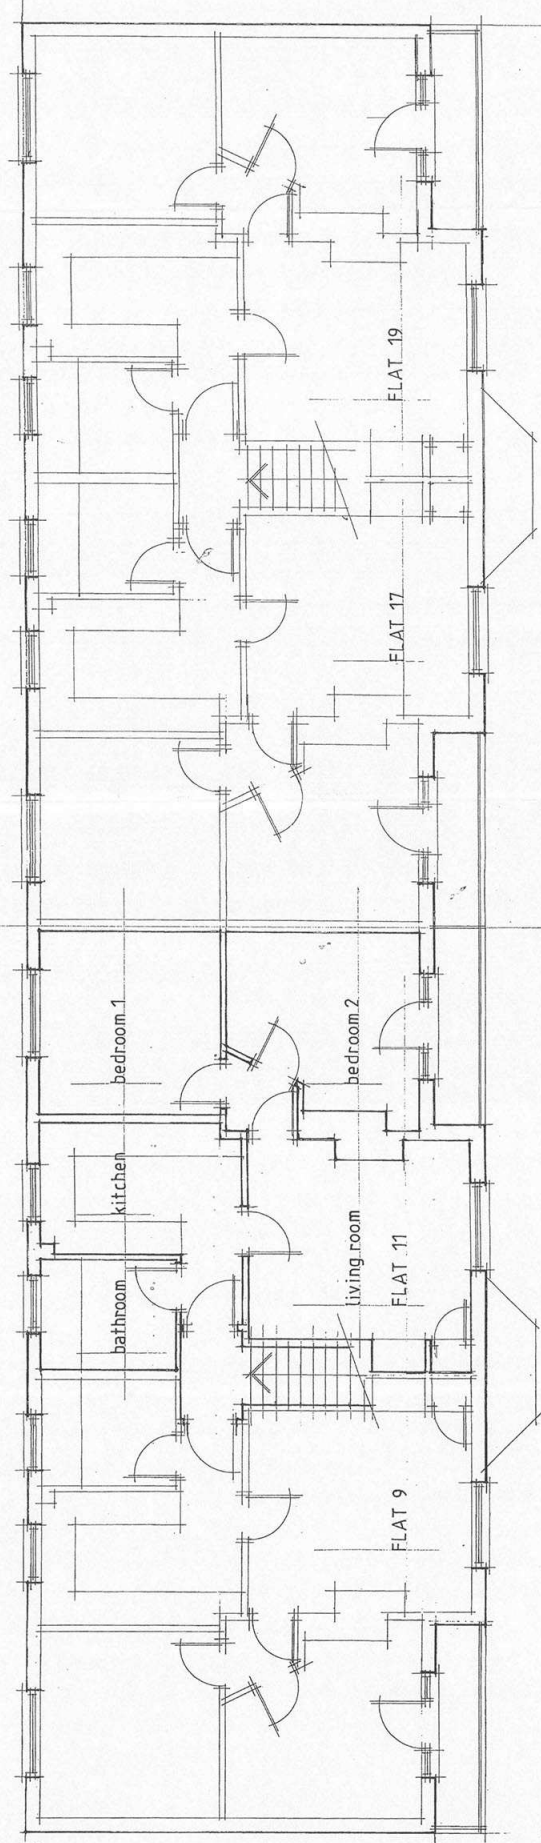 FLAT 19
FLAT 17
bedroom 1
bedroom 2
kitchen
living room
FLAT 11
bathroom
FLAT 9